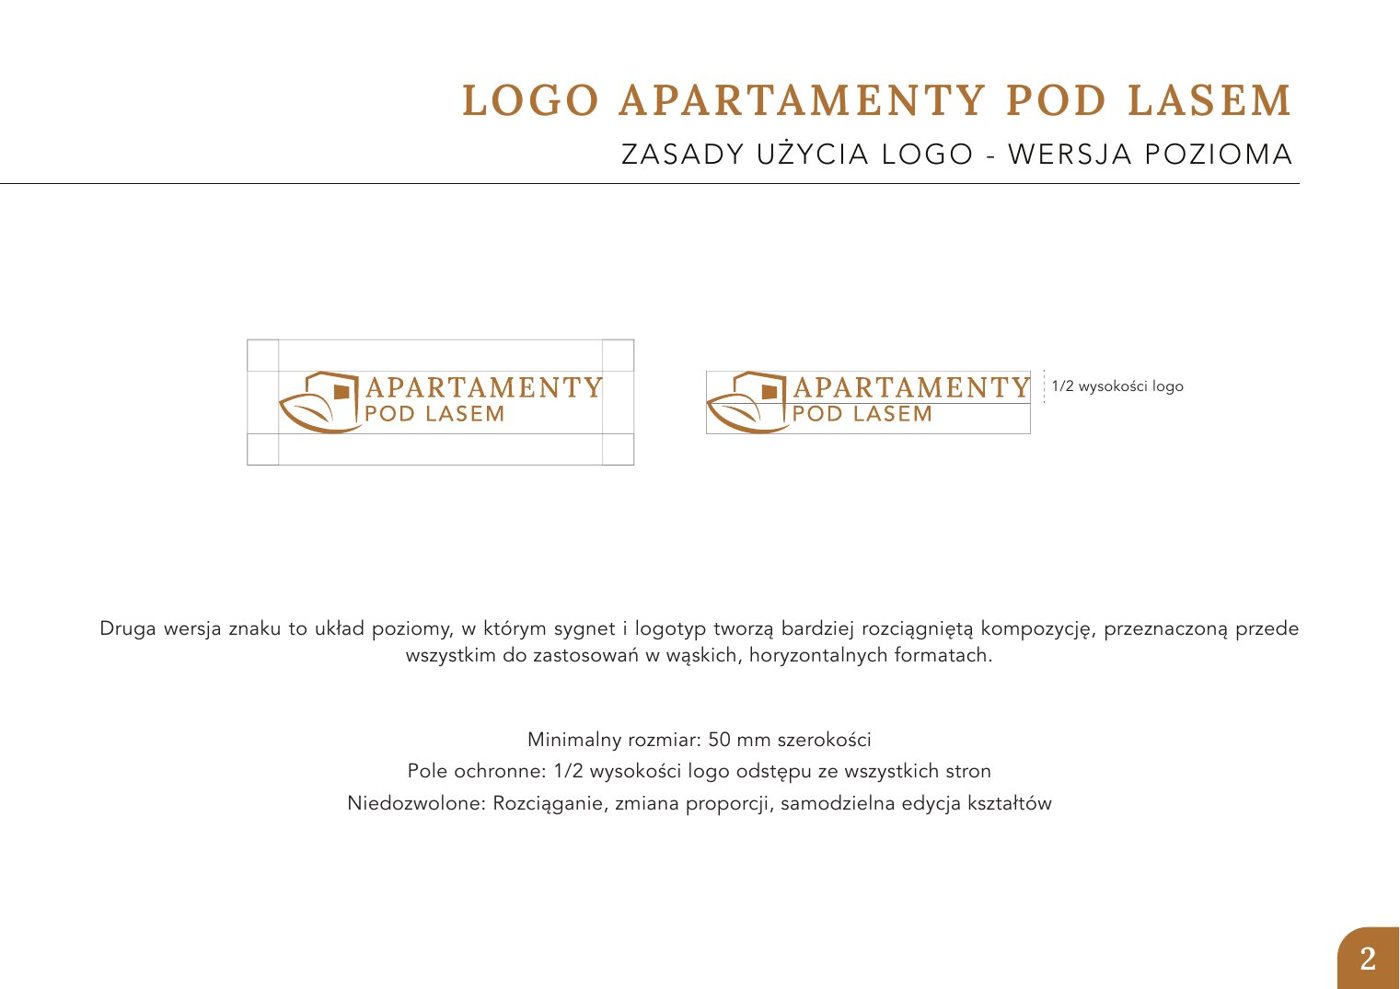 LOGO APARTAMENTY POD LASEM
ZASADY UŻYCIA LOGO - WERSJA POZIOMA
APARTAMENTY
POD LASEM
APARTAMENTY
POD LASEM
1/2 wysokości logo
Druga wersja znaku to układ poziomy, w którym sygnet i logotyp tworzą bardziej rozciągniętą kompozycję, przeznaczoną przede
wszystkim do zastosowań w wąskich, horyzontalnych formatach.
Minimalny rozmiar: 50 mm szerokości
Pole ochronne: 1/2 wysokości logo odstępu ze wszystkich stron
Niedozwolone: Rozciąganie, zmiana proporcji, samodzielna edycja kształtów
2